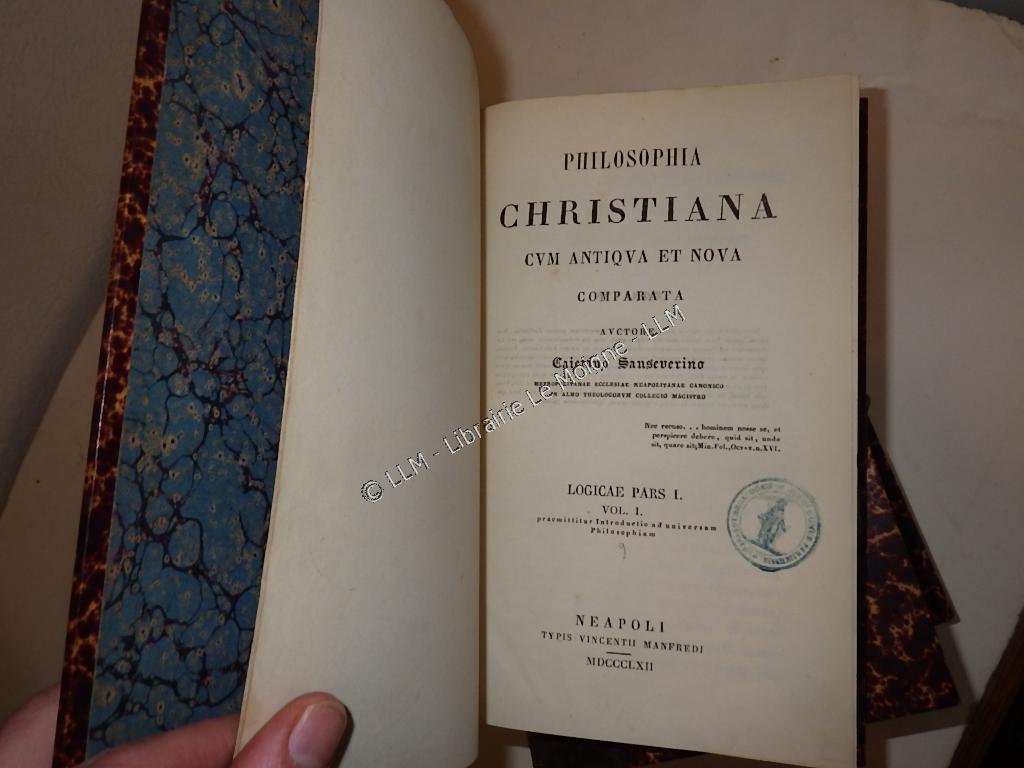 PHILOSOPHIA
CHRISTIANA
CVM ANTIQVA ET NOVA
COMPARATA
AVCTORE
Caietano Sanseverino
METROPOLITANAE ECCLESIAE NEAPOLITANAE CANONICO
IN ALMO THEOLOGORVM COLLEGIO MAGISTRO
Nec recuso... hominem nosse se, et
perspicere debere, quid sit, unde
sit, quare sit; Min. Fel., Octav. n. XVI.
LOGICAE PARS I.
VOL. I.
praemittitur Introductio ad universam
Philosophiam
9
NEAPOLI
TYPIS VINCENTII MANFREDI
MDCCCLXII
© LLM - Librairie Le Moigne - LLM